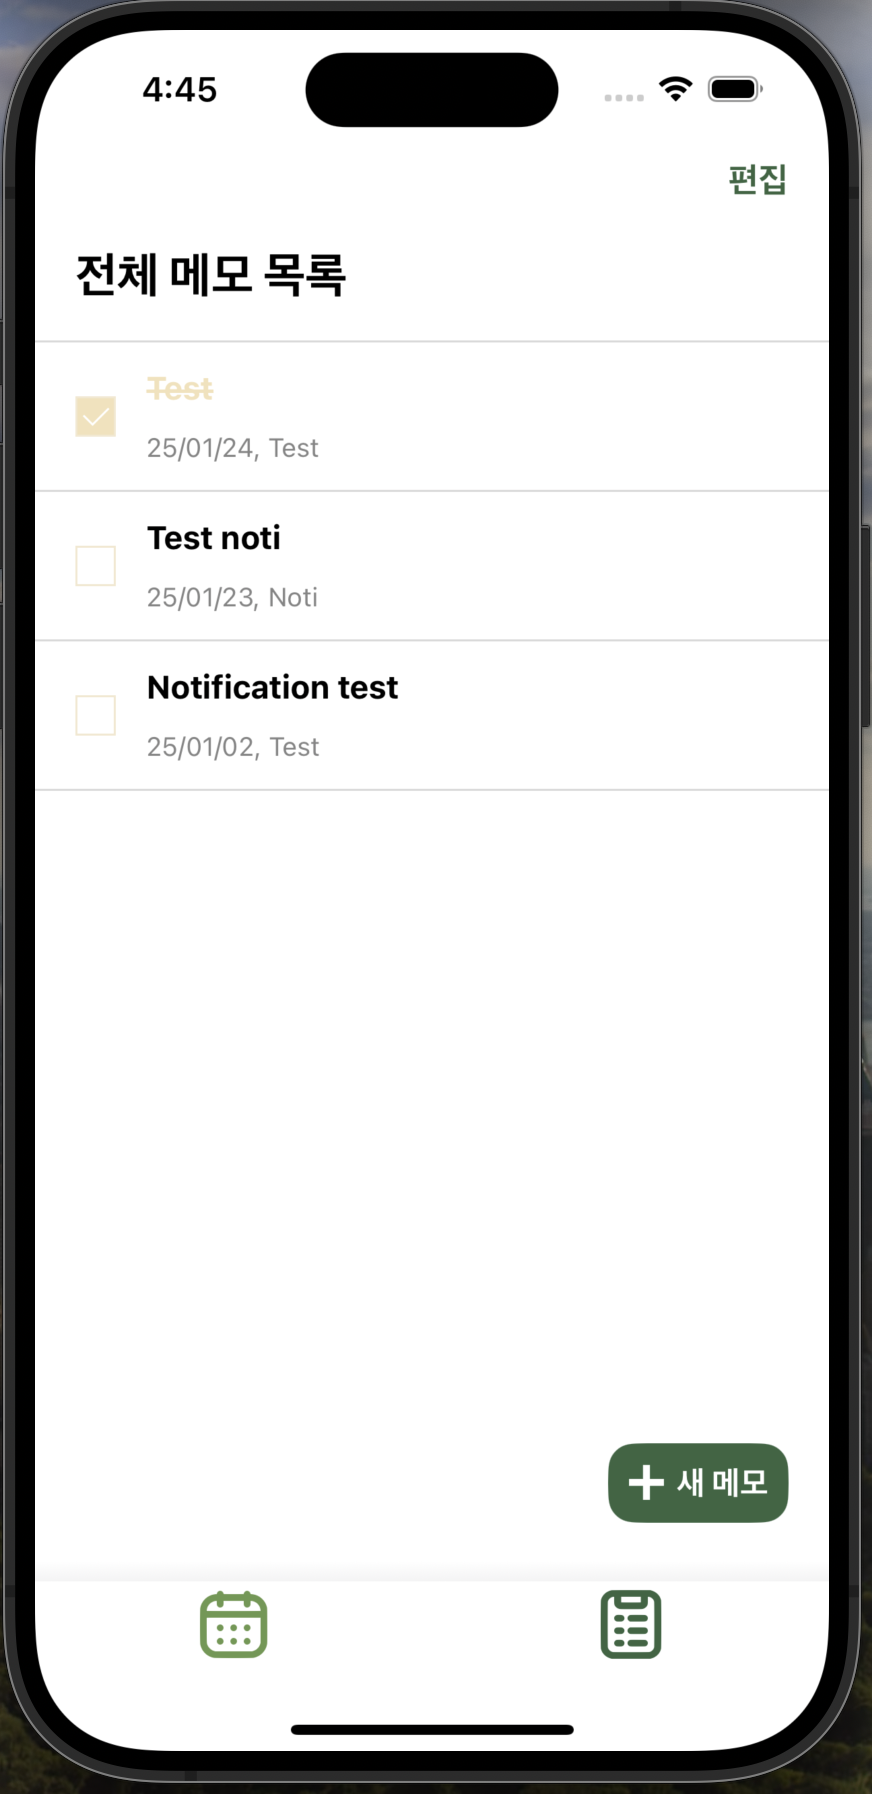 4:45
편집
전체 메모 목록
Test
25/01/24, Test
Test noti
25/01/23, Noti
Notification test
25/01/02, Test
새 메모